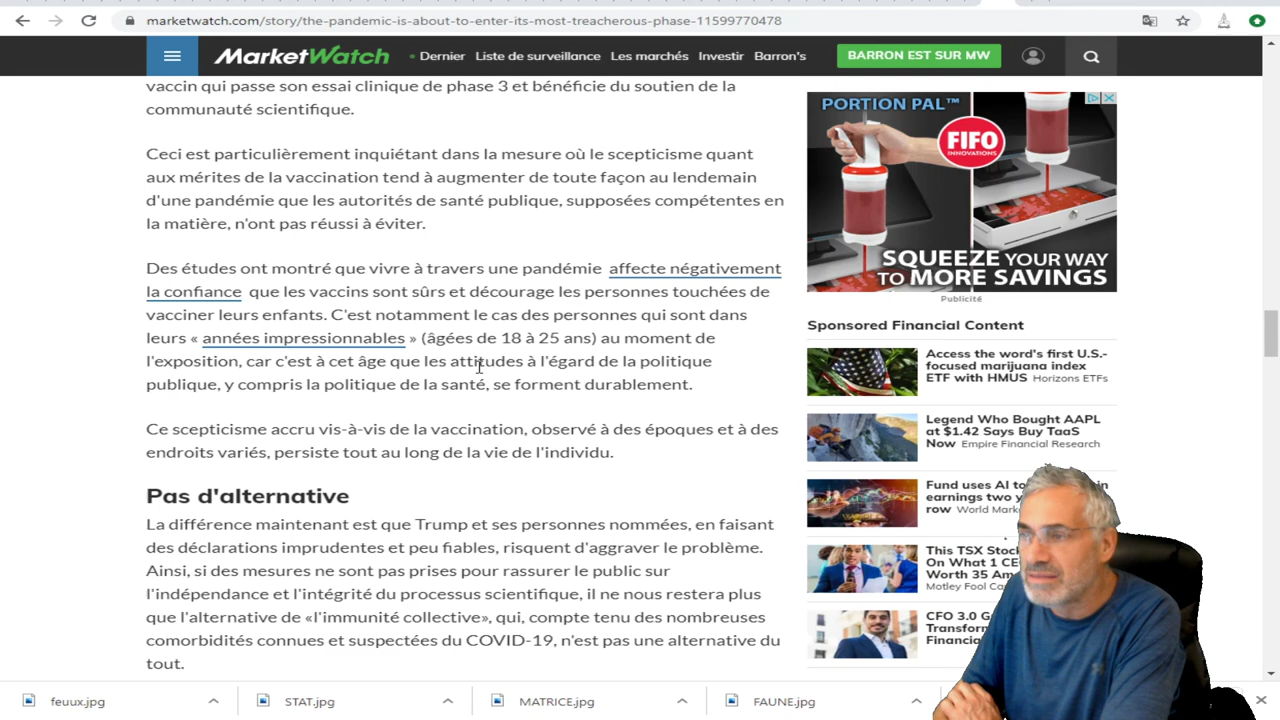 marketwatch.com/story/the-pandemic-is-about-to-enter-its-most-treacherous-phase-11599770478
MarketWatch
Dernier
Liste de surveillance
Les marchés
Investir
Barron's
BARRON EST SUR MW
vaccin qui passe son essai clinique de phase 3 et bénéficie du soutien de la
communauté scientifique.
Ceci est particulièrement inquiétant dans la mesure où le scepticisme quant
aux mérites de la vaccination tend à augmenter de toute façon au lendemain
d'une pandémie que les autorités de santé publique, supposées compétentes en
la matière, n'ont pas réussi à éviter.
Des études ont montré que vivre à travers une pandémie affecte négativement
la confiance que les vaccins sont sûrs et décourage les personnes touchées de
vacciner leurs enfants. C'est notamment le cas des personnes qui sont dans
leurs « années impressionnables » (âgées de 18 à 25 ans) au moment de
l'exposition, car c'est à cet âge que les attitudes à l'égard de la politique
publique, y compris la politique de la santé, se forment durablement.
Ce scepticisme accru vis-à-vis de la vaccination, observé à des époques et à des
endroits variés, persiste tout au long de la vie de l'individu.
Pas d'alternative
La différence maintenant est que Trump et ses personnes nommées, en faisant
des déclarations imprudentes et peu fiables, risquent d'aggraver le problème.
Ainsi, si des mesures ne sont pas prises pour rassurer le public sur
l'indépendance et l'intégrité du processus scientifique, il ne nous restera plus
que l'alternative de «l'immunité collective», qui, compte tenu des nombreuses
comorbidités connues et suspectées du COVID-19, n'est pas une alternative du
tout.
PORTION PAL™
FIFO
INNOVATIONS
SQUEEZE YOUR WAY
TO MORE SAVINGS
Publicité
Sponsored Financial Content
Access the word's first U.S.-
focused marijuana index
ETF with HMUS Horizons ETFs
Legend Who Bought AAPL
at $1.42 Says Buy TaaS
Now Empire Financial Research
Fund uses AI to
earnings two y
row World Mark
This TSX Stock
On What 1 CE
Worth 35 Am
Motley Fool
CFO 3.0
Transform
Financia
feuux.jpg
STAT.jpg
MATRICE.jpg
FAUNE.jpg